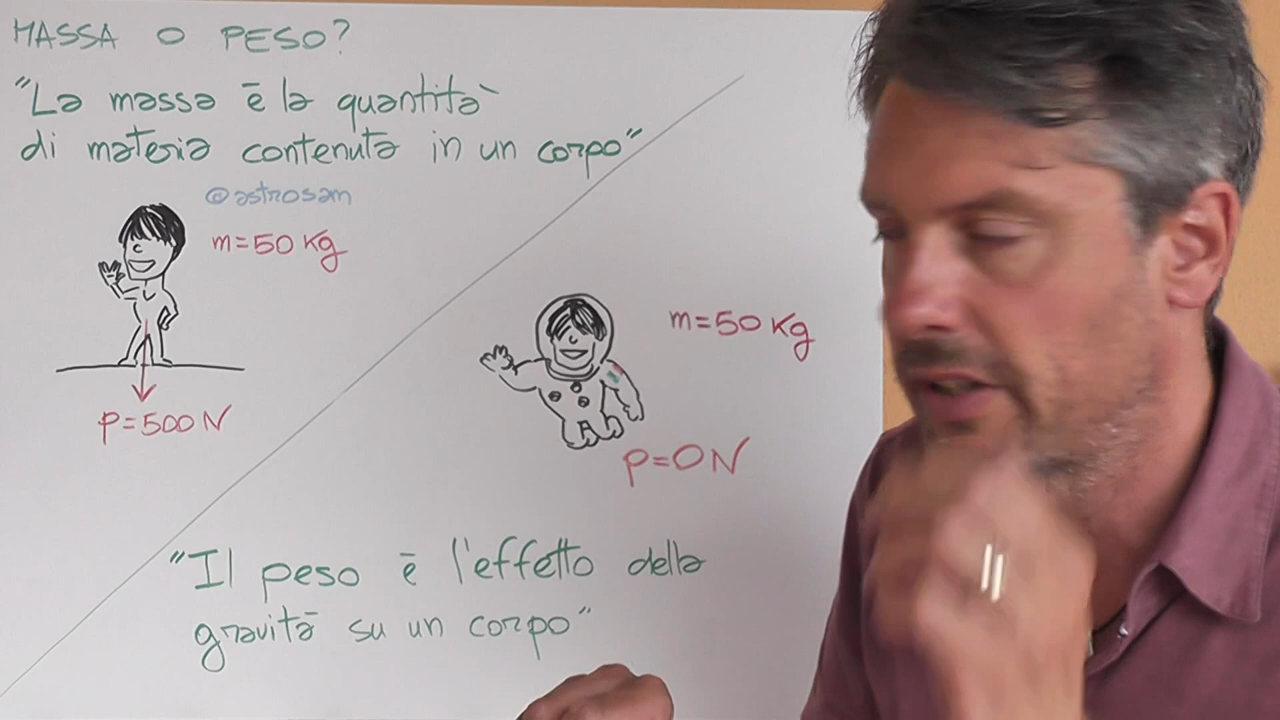 MASSA O PESO?
"La massa ē la quantità
di materia contenuta in un corpo"
@astrosam
m=50 Kg
m=50 Kg
P=500 N
P=0 N
"Il peso ē l'effetto della
gravitā su un corpo"